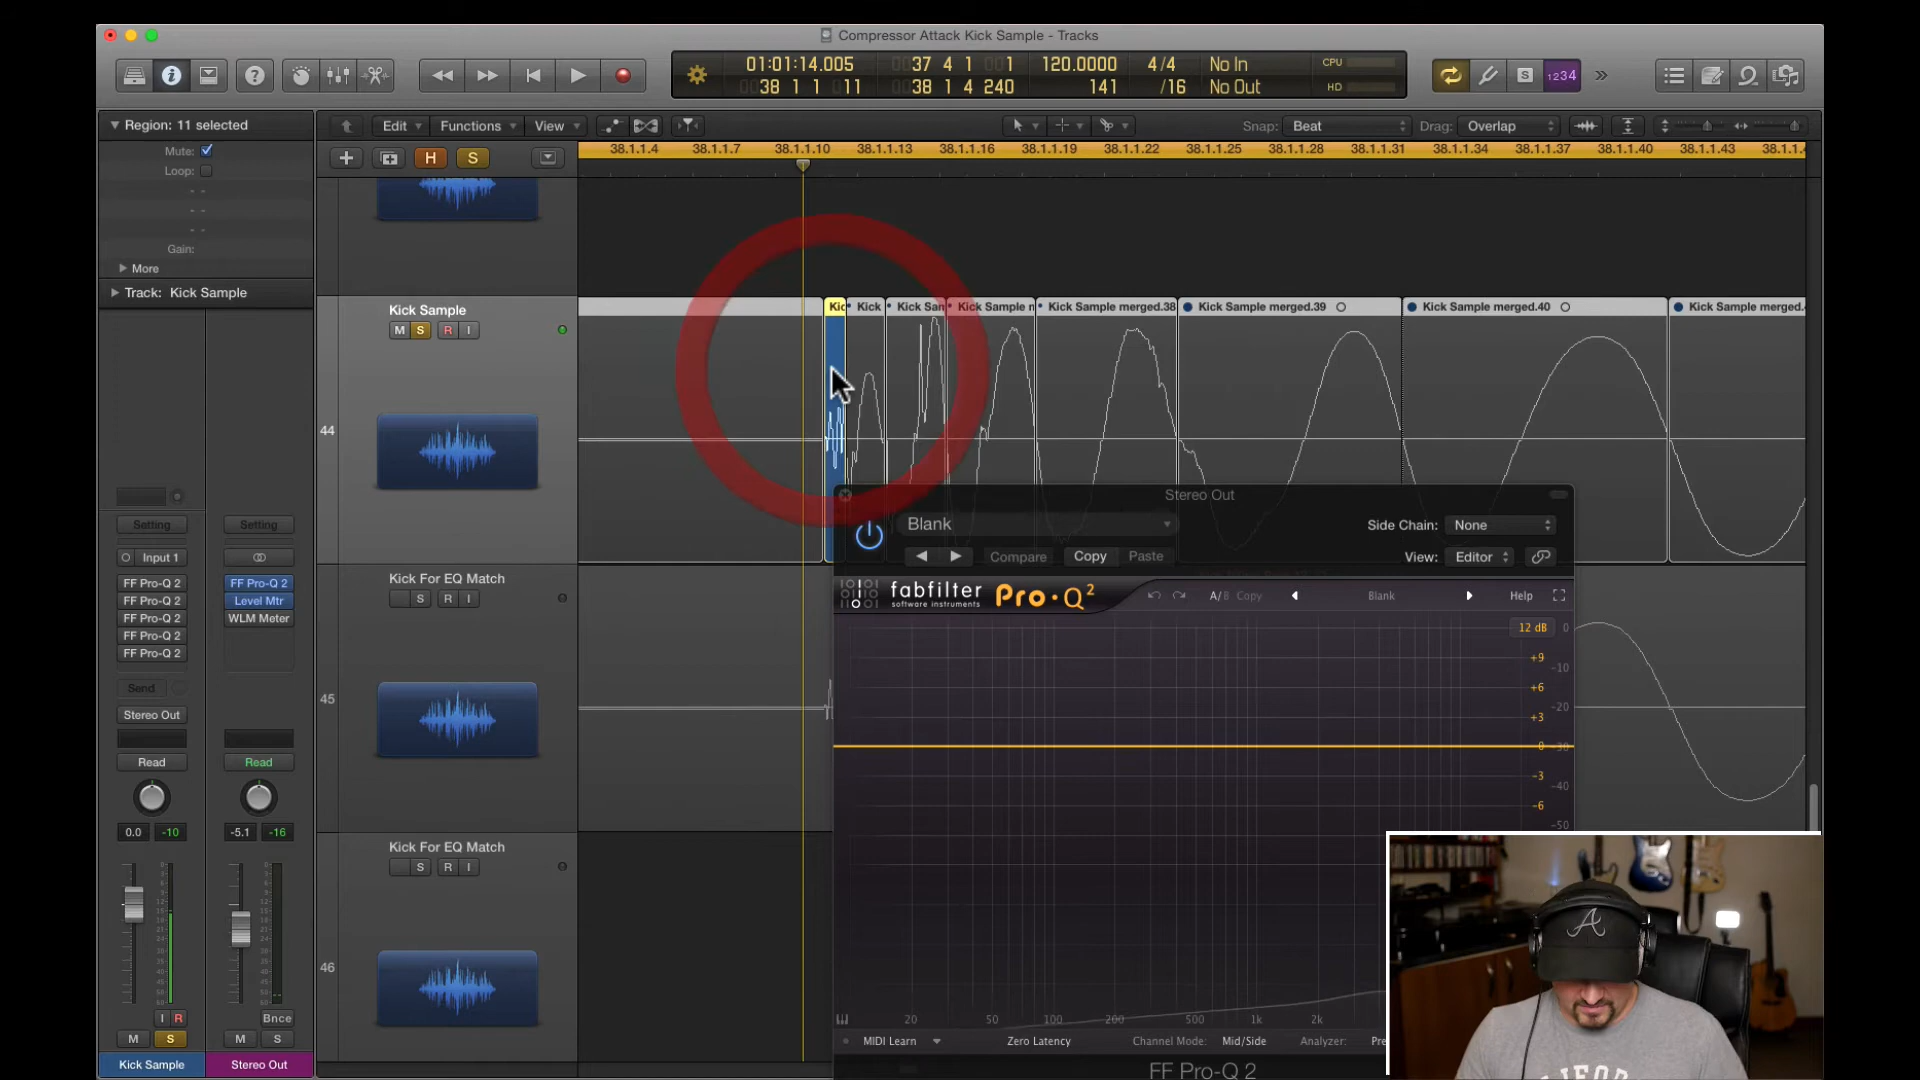 Compressor Attack Kick Sample - Tracks
01:01:14.005
37 4 1 001
120.0000
4/4
No In
CPU
38 1 1 011
38 1 4 240
141
/16
No Out
HD
S
1234
Region: 11 selected
Edit
Functions
View
Snap: Beat
Drag: Overlap
Mute:
Loop:
Gain:
More
Track: Kick Sample
H
S
38.1.1.4
38.1.1.7
38.1.1.10
38.1.1.13
38.1.1.16
38.1.1.19
38.1.1.22
38.1.1.25
38.1.1.28
38.1.1.31
38.1.1.34
38.1.1.37
38.1.1.40
38.1.1.43
Kick Sample
M S R I
Kick
Kick Sample merged.38
Kick Sample merged.39
Kick Sample merged.40
44
Kick For EQ Match
S R I
45
Kick For EQ Match
S R I
46
Stereo Out
Blank
Side Chain: None
Compare
Copy
Paste
View: Editor
fabfilter
software instruments
Pro·Q2
A/B Copy
Blank
Help
12 dB 0
+9
-10
+6
+3
-20
0
-30
-3
-40
-6
-50
20
50
100
200
500
1K
2k
MIDI Learn
Zero Latency
Channel Mode: Mid/Side
Analyzer: Pre
FF Pro-Q 2
Setting
Setting
Input 1
FF Pro-Q 2
FF Pro-Q 2
FF Pro-Q 2
Level Mtr
FF Pro-Q 2
WLM Meter
FF Pro-Q 2
FF Pro-Q 2
Send
Stereo Out
Read
Read
0.0
-10
-5.1
-16
I R
Bnce
M S
M S
Kick Sample
Stereo Out
A